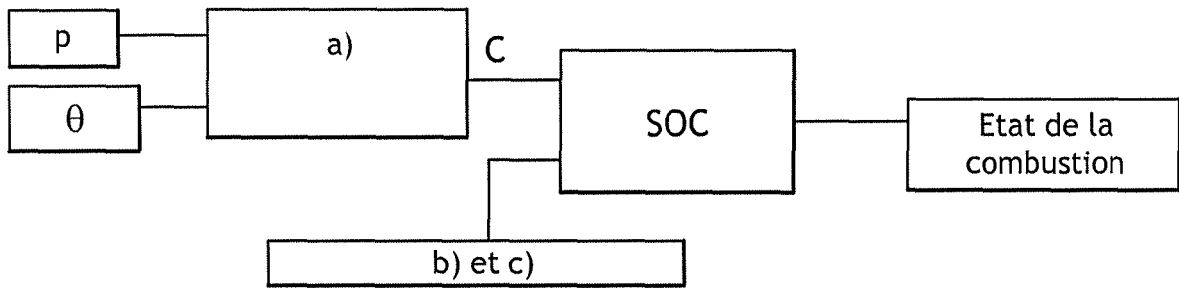 p
a)
C
θ
SOC
Etat de la
combustion
b) et c)